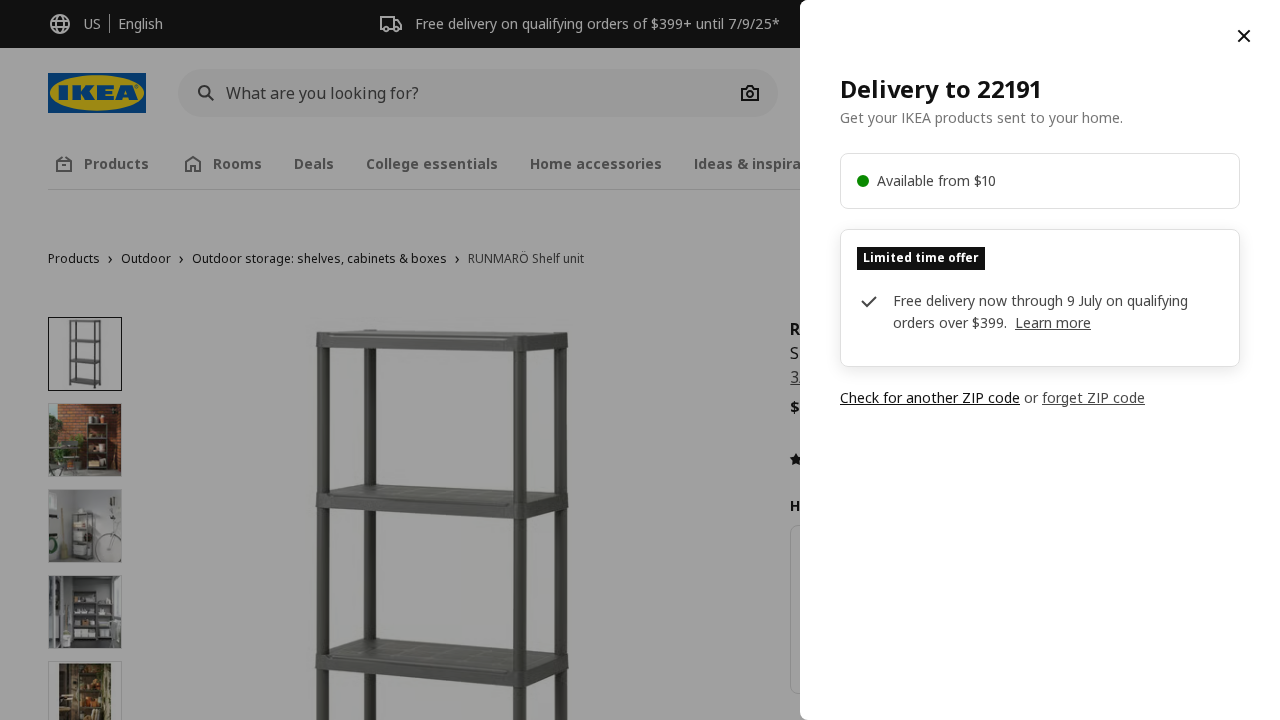 US English
Free delivery on qualifying orders of $399+ until 7/9/25*
IKEA
What are you looking for?
Products
Rooms
Deals
College essentials
Home accessories
Ideas & inspira
Products › Outdoor › Outdoor storage: shelves, cabinets & boxes › RUNMARÖ Shelf unit
R
S
3
$
H
Delivery to 22191
Get your IKEA products sent to your home.
Available from $10
Limited time offer
Free delivery now through 9 July on qualifying
orders over $399. Learn more
Check for another ZIP code or forget ZIP code